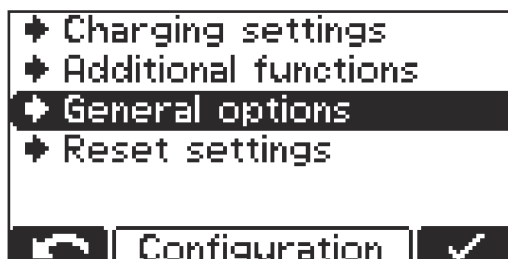 Charging settings
Additional functions
General options
Reset settings
Configuration